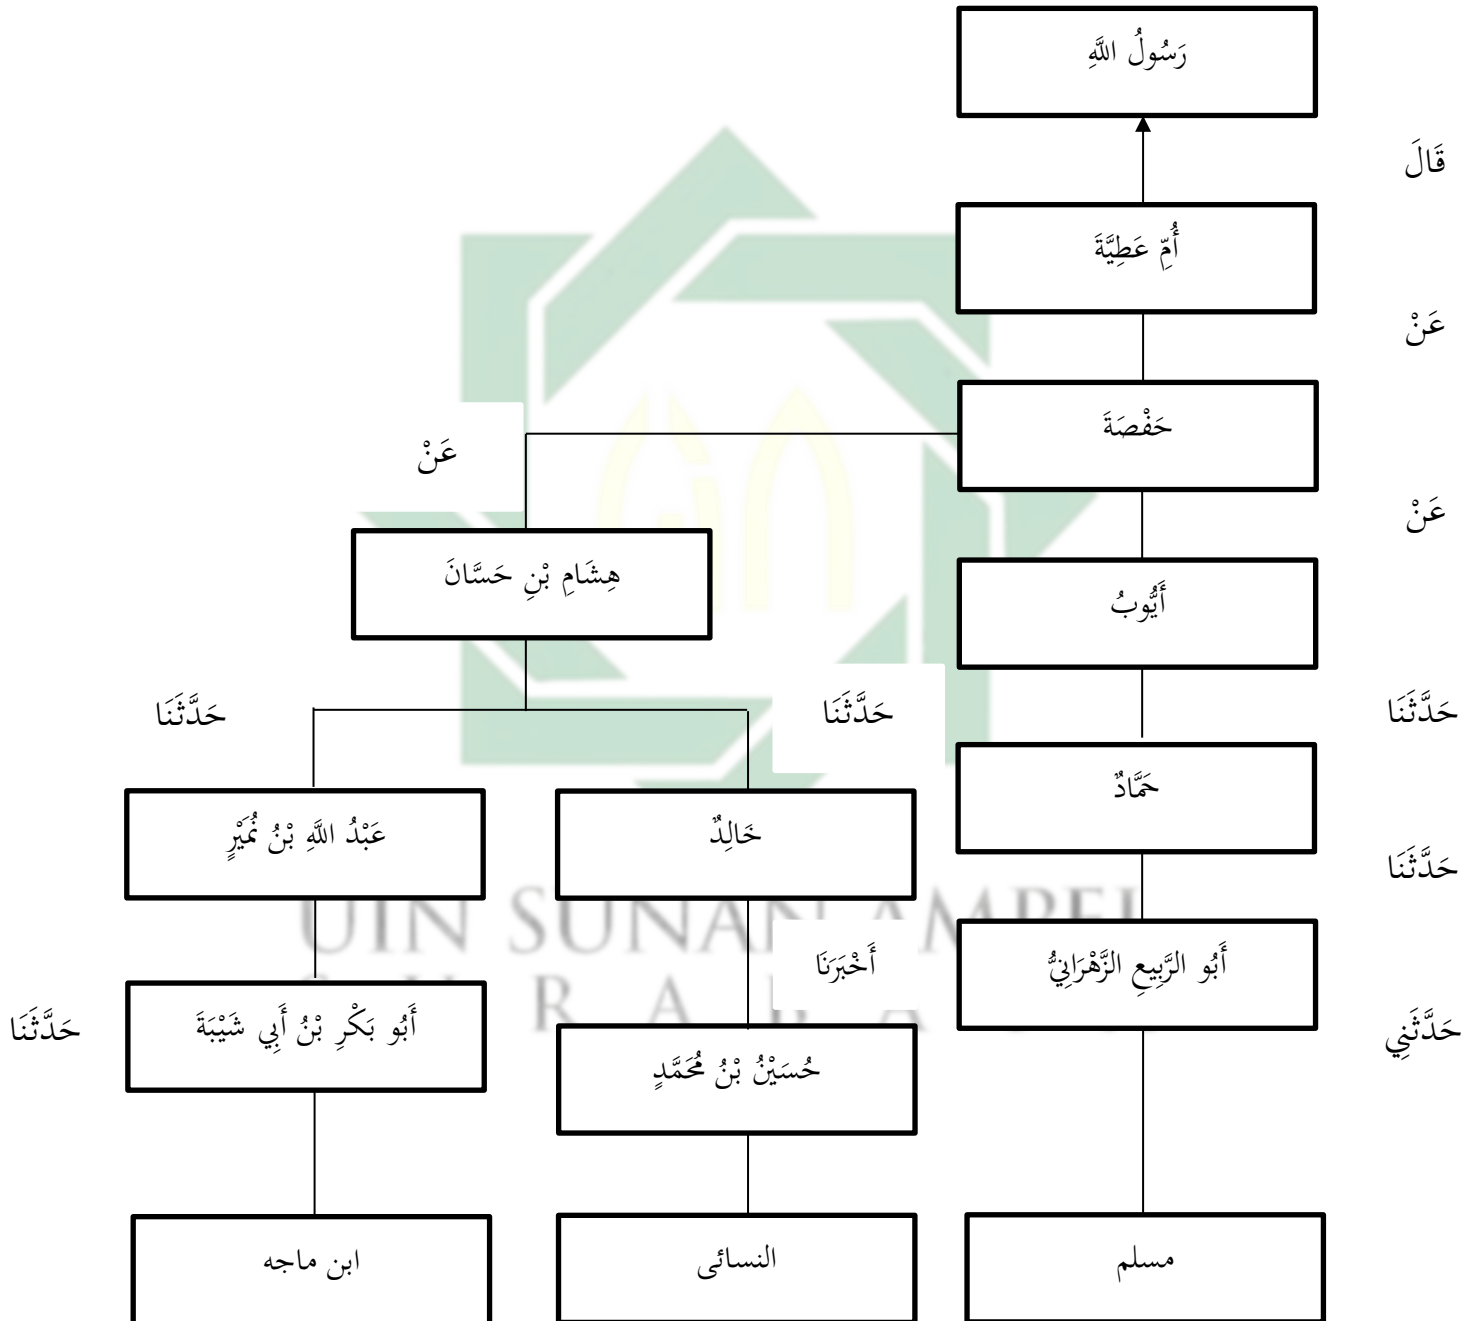 رَسُولُ اللَّهِ
قَالَ
أُمِّ عَطِيَّةَ
عَنْ
حَفْصَةَ
عَنْ
عَنْ
هِشَامِ بْنِ حَسَّانَ
أَيُّوبُ
حَدَّثَنَا
حَدَّثَنَا
حَدَّثَنَا
حَمَّادٌ
خَالِدٌ
عَبْدُ اللَّهِ بْنُ نُمَيْرٍ
حَدَّثَنَا
UIN SUNAN AMPEL
أَبُو الرَّبِيعِ الزَّهْرَانِيُّ
أَخْبَرَنَا
حَدَّثَنِي
أَبُو بَكْرِ بْنُ أَبِي شَيْبَةَ
حَدَّثَنَا
حُسَيْنُ بْنُ مُحَمَّدٍ
مسلم
النسائى
ابن ماجه